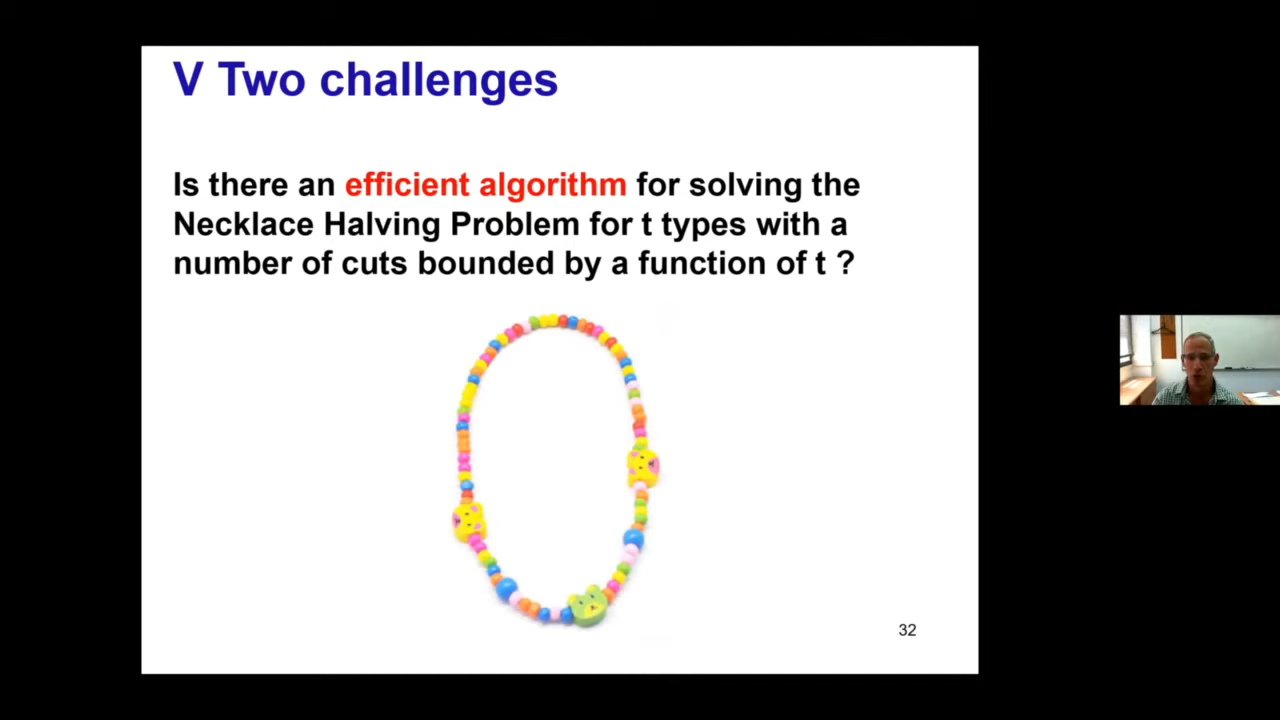 V Two challenges
Is there an efficient algorithm for solving the
Necklace Halving Problem for t types with a
number of cuts bounded by a function of t ?
32